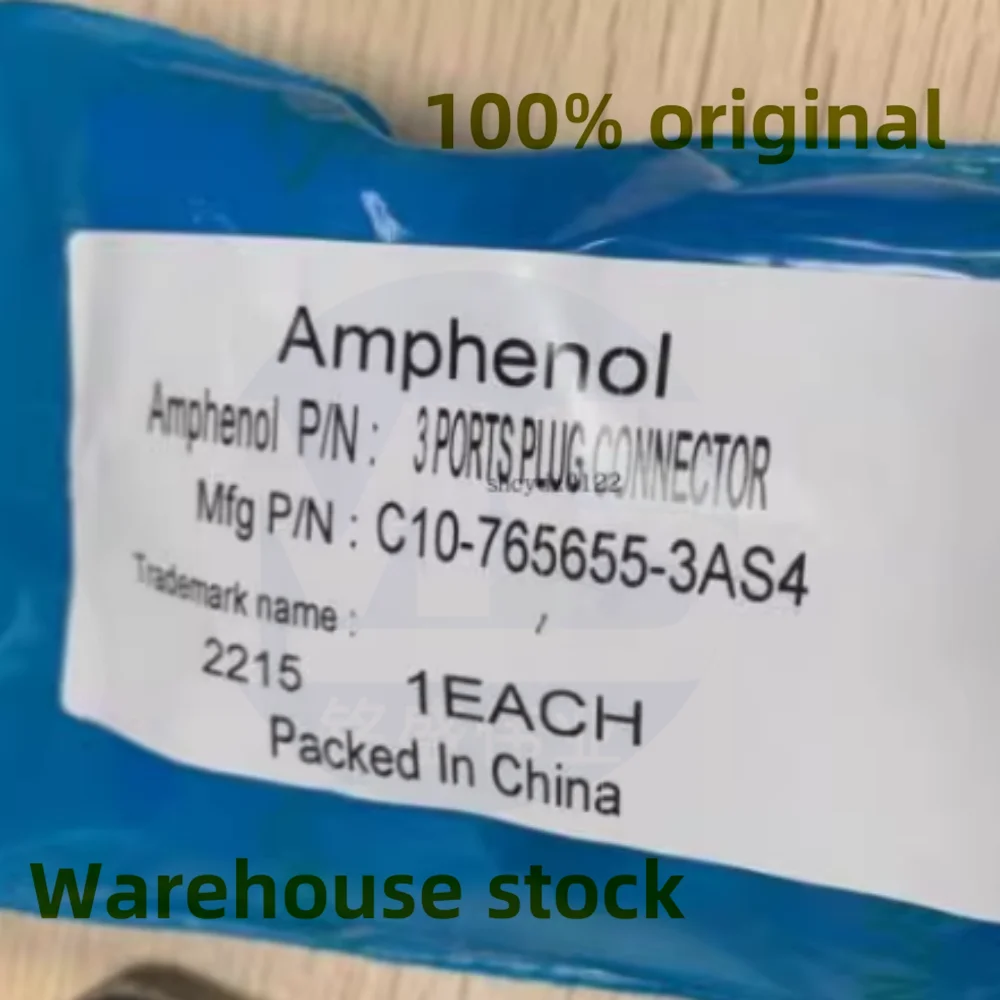 100% original
Amphenol
Amphenol P/N : 3 PORTS PLUG CONNECTOR
Mfg P/N : C10-765655-3AS4
Trademark name : /
2215 1EACH
Packed In China
Warehouse stock